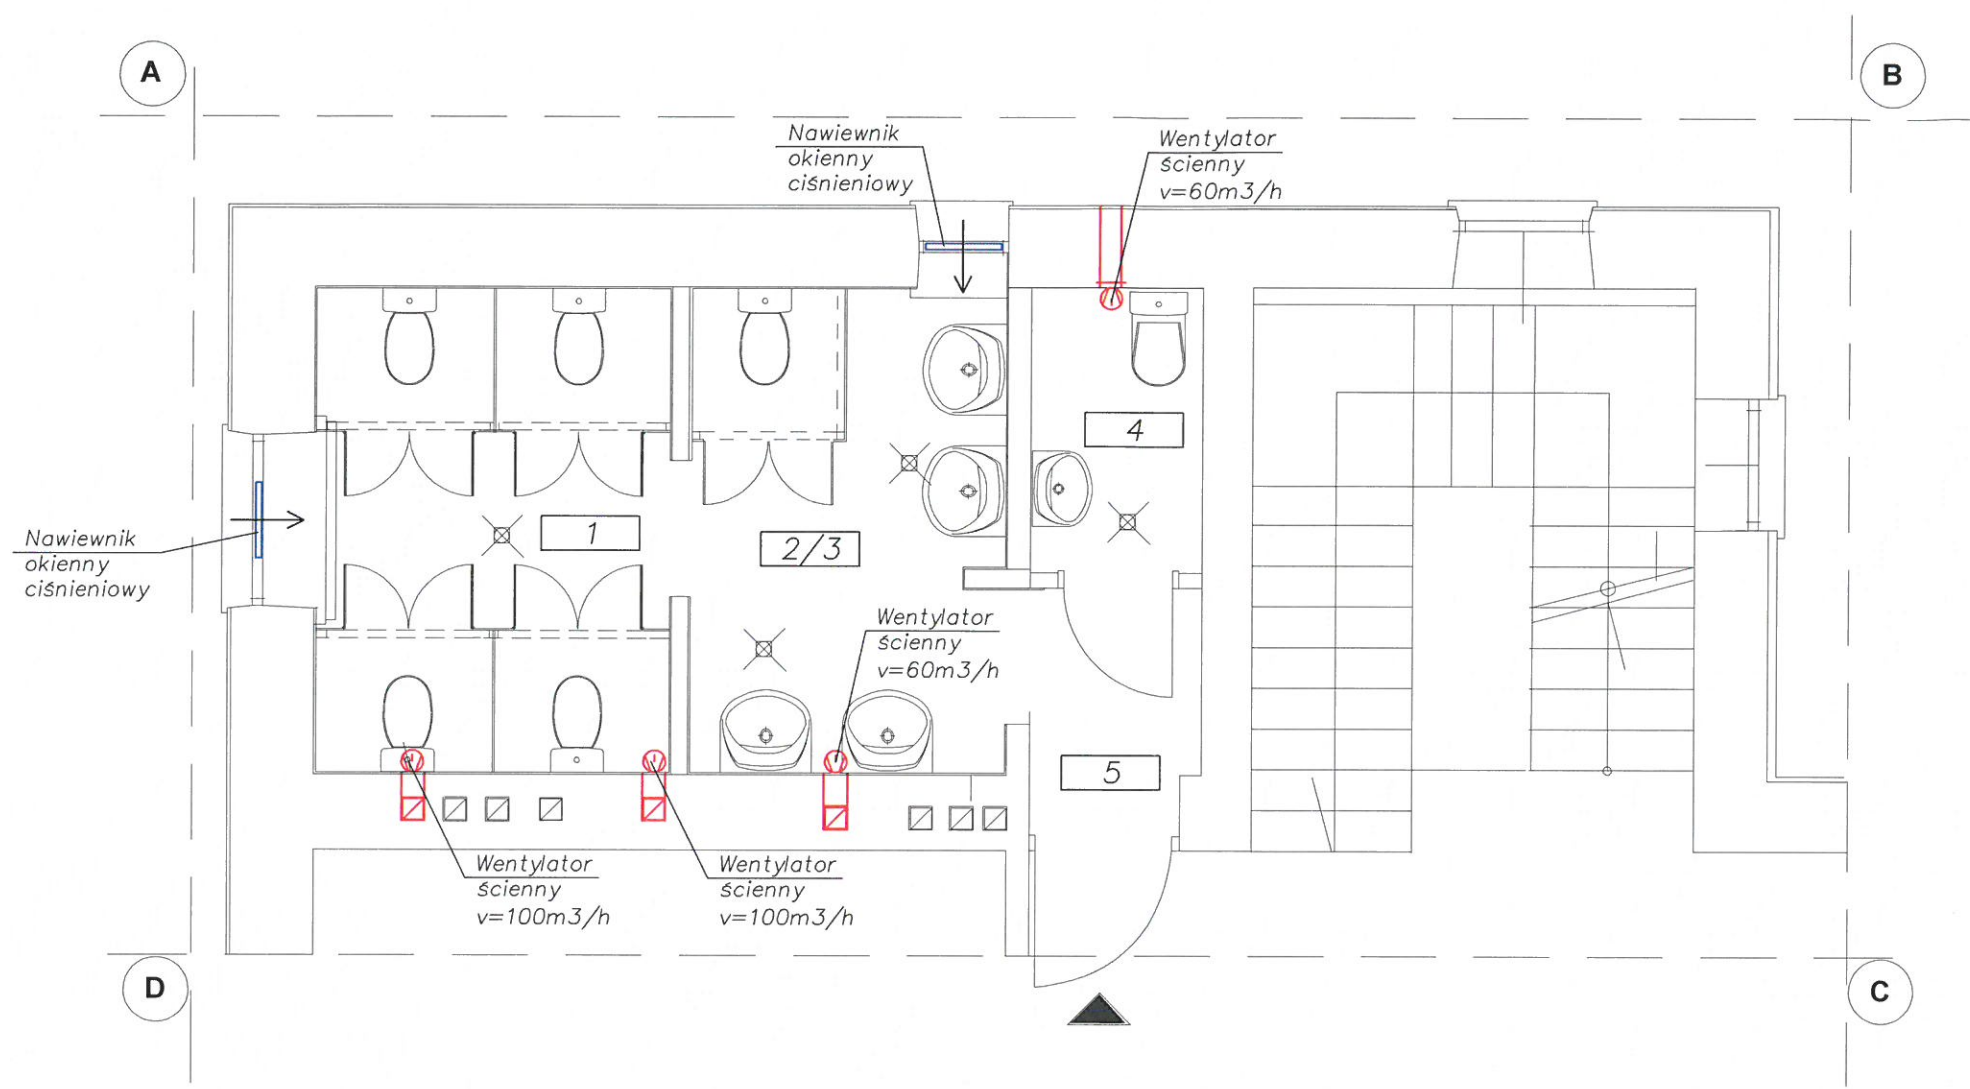 A
B
Nawiewnik
okienny
ciśnieniowy
Wentylator
ścienny
v=60m3/h
4
1
2/3
Nawiewnik
okienny
ciśnieniowy
Wentylator
ścienny
v=60m3/h
5
Wentylator
ścienny
v=100m3/h
Wentylator
ścienny
v=100m3/h
D
C